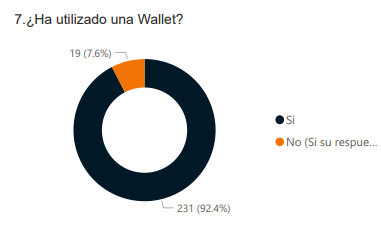 7.¿Ha utilizado una Wallet?
19 (7.6%)
Sí
No (Si su respue...
231 (92.4%)